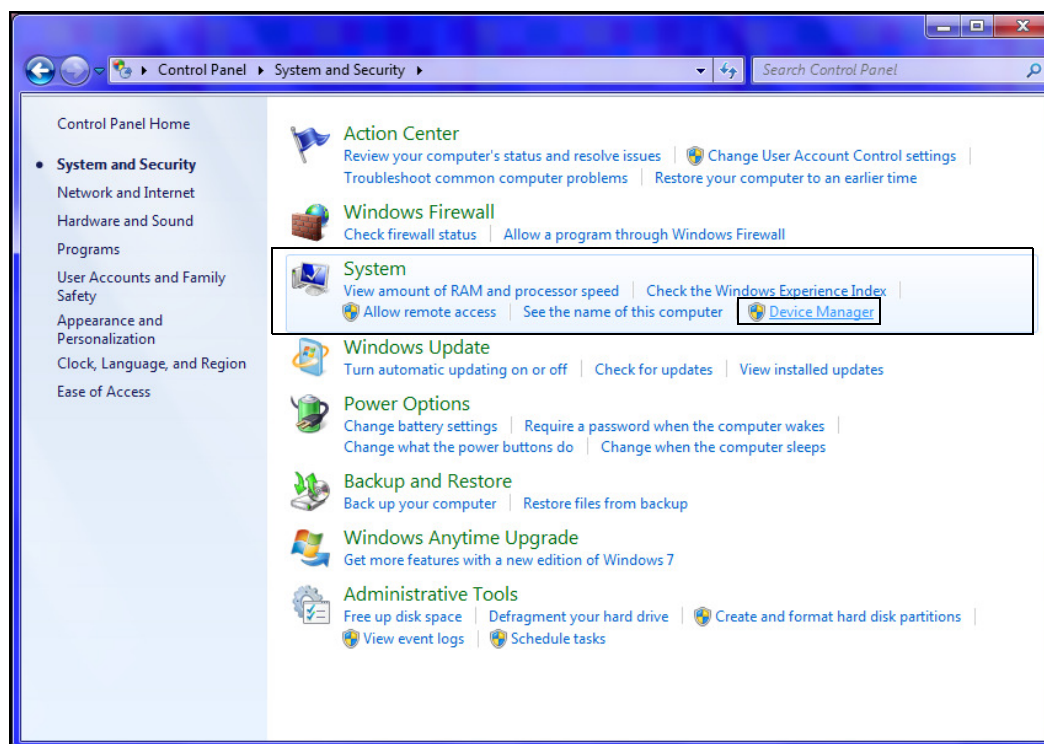 Control Panel
System and Security
Search Control Panel
Control Panel Home
System and Security
Network and Internet
Hardware and Sound
Programs
User Accounts and Family
Safety
Appearance and
Personalization
Clock, Language, and Region
Ease of Access
Action Center
Review your computer's status and resolve issues
Change User Account Control settings
Troubleshoot common computer problems
Restore your computer to an earlier time
Windows Firewall
Check firewall status
Allow a program through Windows Firewall
System
View amount of RAM and processor speed
Check the Windows Experience Index
Allow remote access
See the name of this computer
Device Manager
Windows Update
Turn automatic updating on or off
Check for updates
View installed updates
Power Options
Change battery settings
Require a password when the computer wakes
Change what the power buttons do
Change when the computer sleeps
Backup and Restore
Back up your computer
Restore files from backup
Windows Anytime Upgrade
Get more features with a new edition of Windows 7
Administrative Tools
Free up disk space
Defragment your hard drive
Create and format hard disk partitions
View event logs
Schedule tasks